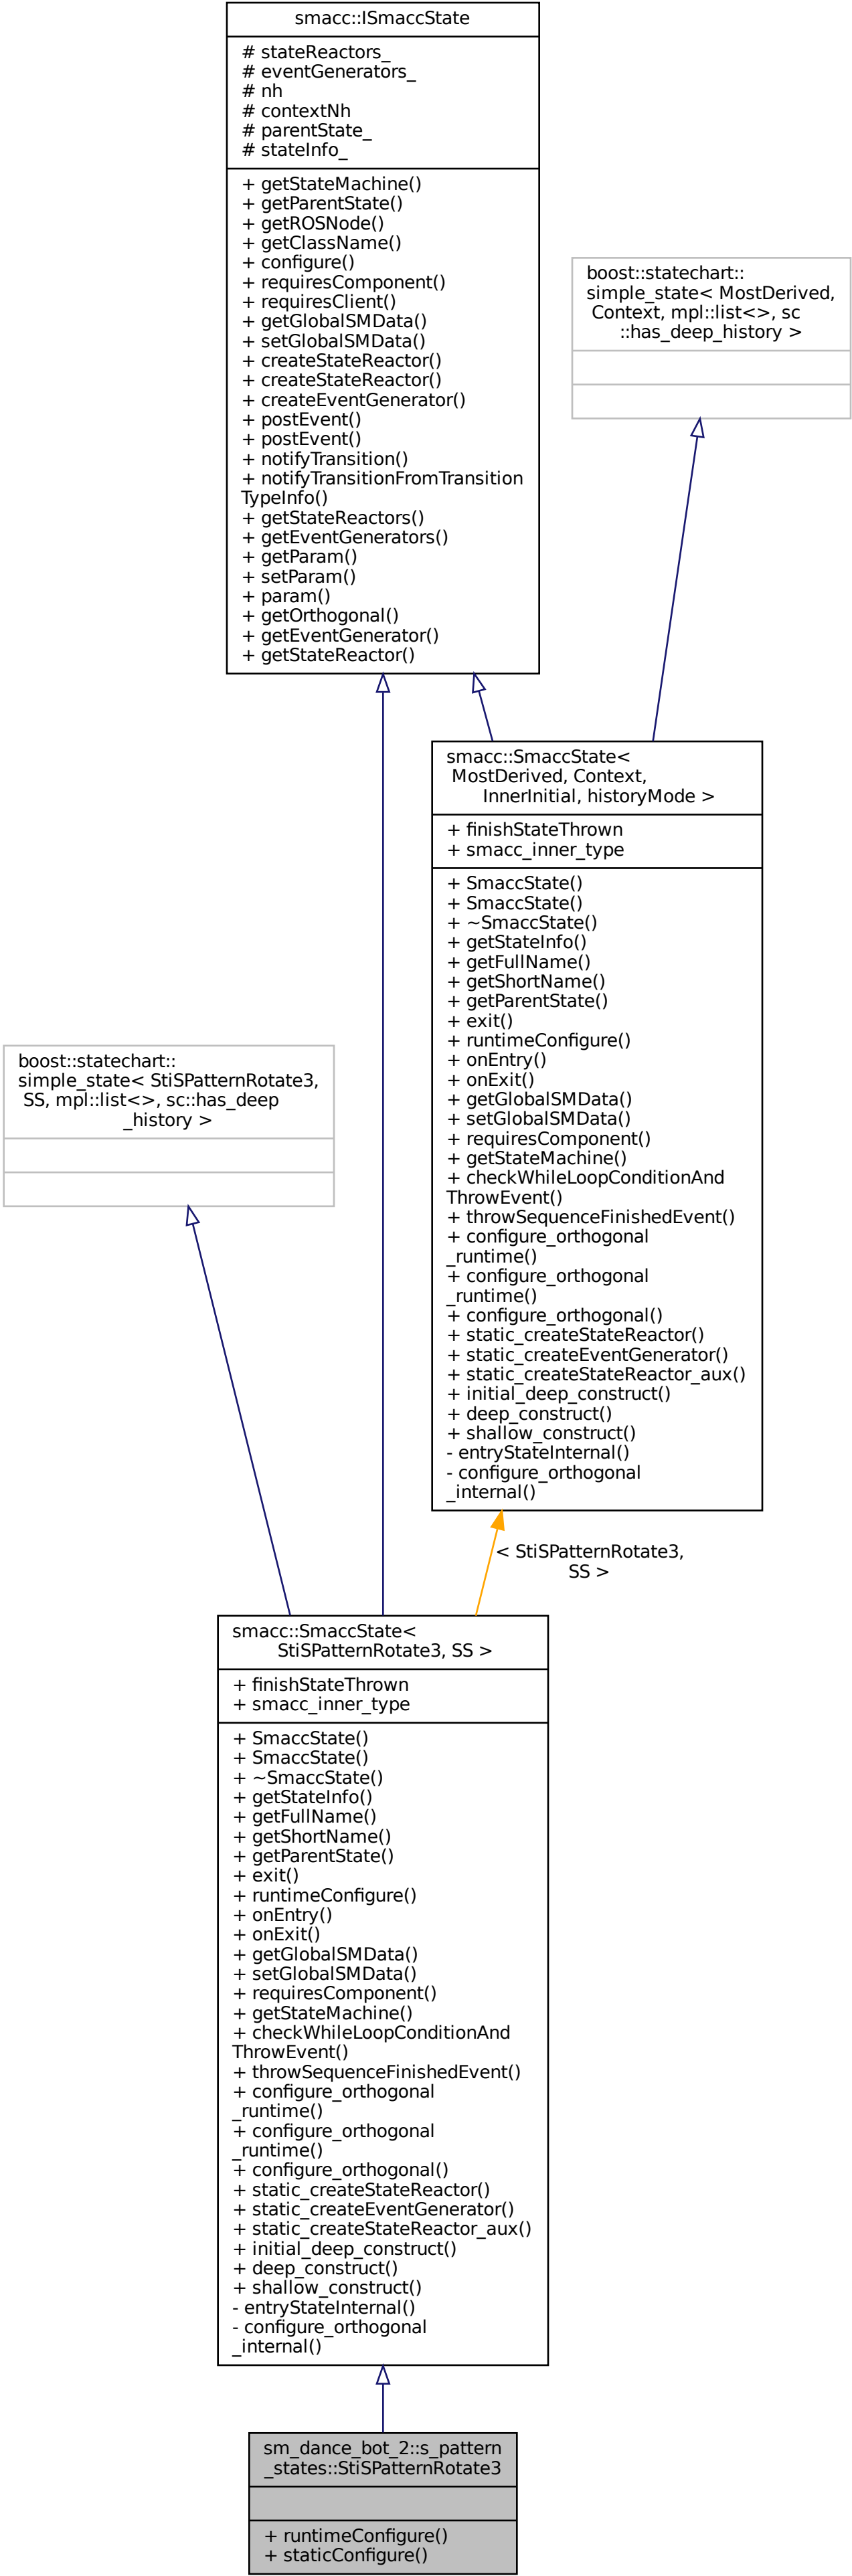 smacc::ISmaccState
# stateReactors_
# eventGenerators_
# nh
# contextNh
# parentState_
# stateInfo_
+ getStateMachine()
+ getParentState()
+ getROSNode()
+ getClassName()
+ configure()
+ requiresComponent()
+ requiresClient()
+ getGlobalSMData()
+ setGlobalSMData()
+ createStateReactor()
+ createStateReactor()
+ createEventGenerator()
+ postEvent()
+ postEvent()
+ notifyTransition()
+ notifyTransitionFromTransition
TypeInfo()
+ getStateReactors()
+ getEventGenerators()
+ getParam()
+ setParam()
+ param()
+ getOrthogonal()
+ getEventGenerator()
+ getStateReactor()
boost::statechart::
simple_state< MostDerived,
Context, mpl::list<>, sc
::has_deep_history >
smacc::SmaccState<
MostDerived, Context,
InnerInitial, historyMode >
+ finishStateThrown
+ smacc_inner_type
+ SmaccState()
+ SmaccState()
+ ~SmaccState()
+ getStateInfo()
+ getFullName()
+ getShortName()
+ getParentState()
+ exit()
+ runtimeConfigure()
+ onEntry()
+ onExit()
+ getGlobalSMData()
+ setGlobalSMData()
+ requiresComponent()
+ getStateMachine()
+ checkWhileLoopConditionAnd
ThrowEvent()
+ throwSequenceFinishedEvent()
+ configure_orthogonal
_runtime()
+ configure_orthogonal
_runtime()
+ configure_orthogonal()
+ static_createStateReactor()
+ static_createEventGenerator()
+ static_createStateReactor_aux()
+ initial_deep_construct()
+ deep_construct()
+ shallow_construct()
- entryStateInternal()
- configure_orthogonal
_internal()
boost::statechart::
simple_state< StiSPatternRotate3,
SS, mpl::list<>, sc::has_deep
_history >
< StiSPatternRotate3,
SS >
smacc::SmaccState<
StiSPatternRotate3, SS >
+ finishStateThrown
+ smacc_inner_type
+ SmaccState()
+ SmaccState()
+ ~SmaccState()
+ getStateInfo()
+ getFullName()
+ getShortName()
+ getParentState()
+ exit()
+ runtimeConfigure()
+ onEntry()
+ onExit()
+ getGlobalSMData()
+ setGlobalSMData()
+ requiresComponent()
+ getStateMachine()
+ checkWhileLoopConditionAnd
ThrowEvent()
+ throwSequenceFinishedEvent()
+ configure_orthogonal
_runtime()
+ configure_orthogonal
_runtime()
+ configure_orthogonal()
+ static_createStateReactor()
+ static_createEventGenerator()
+ static_createStateReactor_aux()
+ initial_deep_construct()
+ deep_construct()
+ shallow_construct()
- entryStateInternal()
- configure_orthogonal
_internal()
sm_dance_bot_2::s_pattern
_states::StiSPatternRotate3
+ runtimeConfigure()
+ staticConfigure()